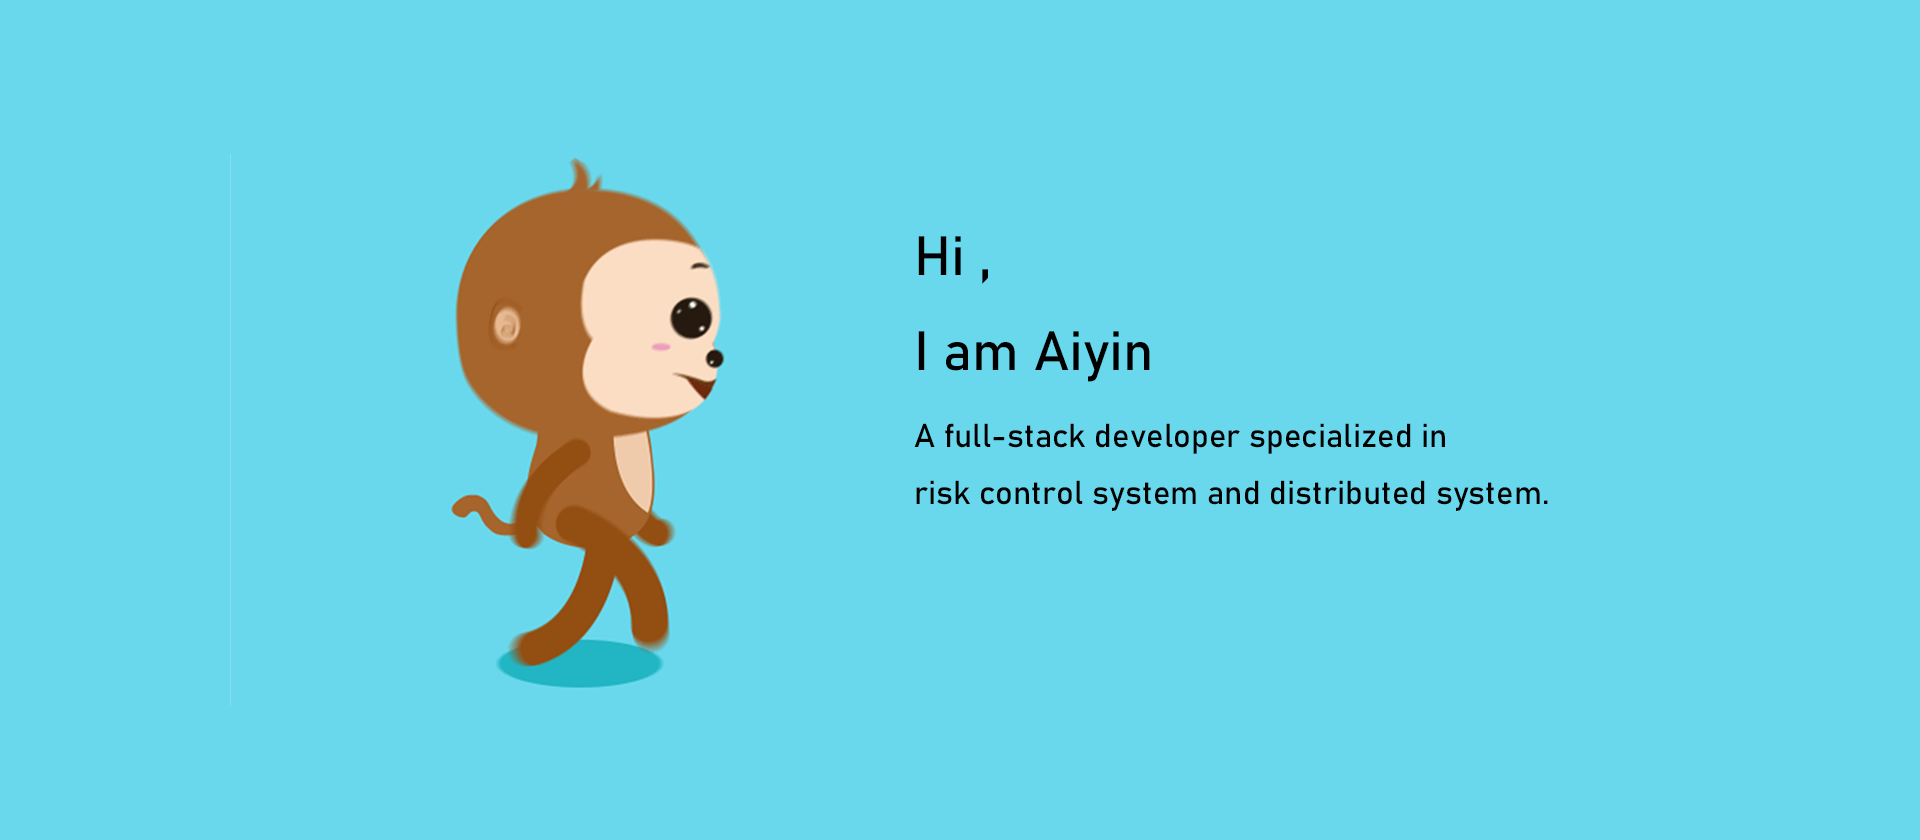 Hi ,
I am Aiyin
A full-stack developer specialized in
risk control system and distributed system.